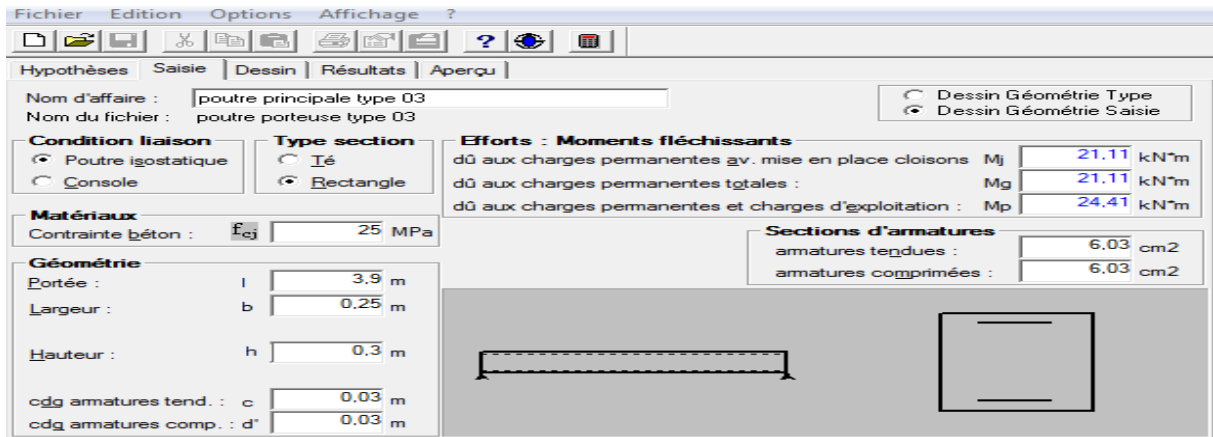 Fichier Edition Options Affichage ?
Hypothèses Saisie Dessin Résultats Aperçu
Nom d'affaire : poutre principale type 03
Nom du fichier : poutre porteuse type 03
Dessin Géométrie Type
Dessin Géométrie Saisie
Condition liaison
Poutre isostatique
Console
Type section
Té
Rectangle
Efforts : Moments fléchissants
dû aux charges permanentes av. mise en place cloisons Mj 21,11 kN*m
dû aux charges permanentes totales : Mg 21,11 kN*m
dû aux charges permanentes et charges d'exploitation : Mp 24,41 kN*m
Matériaux
Contrainte béton : fcj 25 MPa
Sections d'armatures
armatures tendues : 6,03 cm2
armatures comprimées : 6,03 cm2
Géométrie
Portée : l 3,9 m
Largeur : b 0,25 m
Hauteur : h 0,3 m
cdg armatures tend. : c 0,03 m
cdg armatures comp. : d' 0,03 m